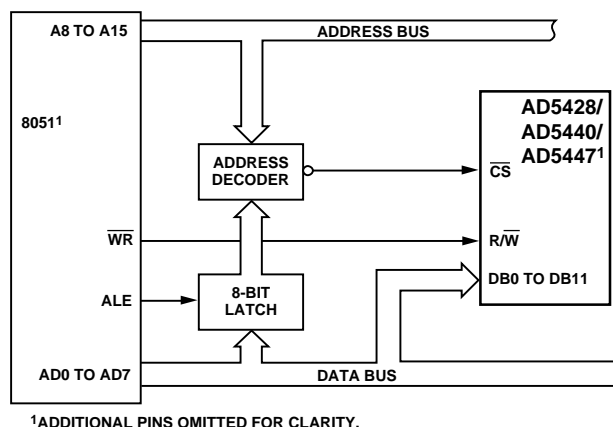 A8 TO A15
ADDRESS BUS
8051¹
AD5428/
AD5440/
AD5447¹
ADDRESS
DECODER
CS
WR
R/W
DB0 TO DB11
ALE
8-BIT
LATCH
AD0 TO AD7
DATA BUS
¹ADDITIONAL PINS OMITTED FOR CLARITY.